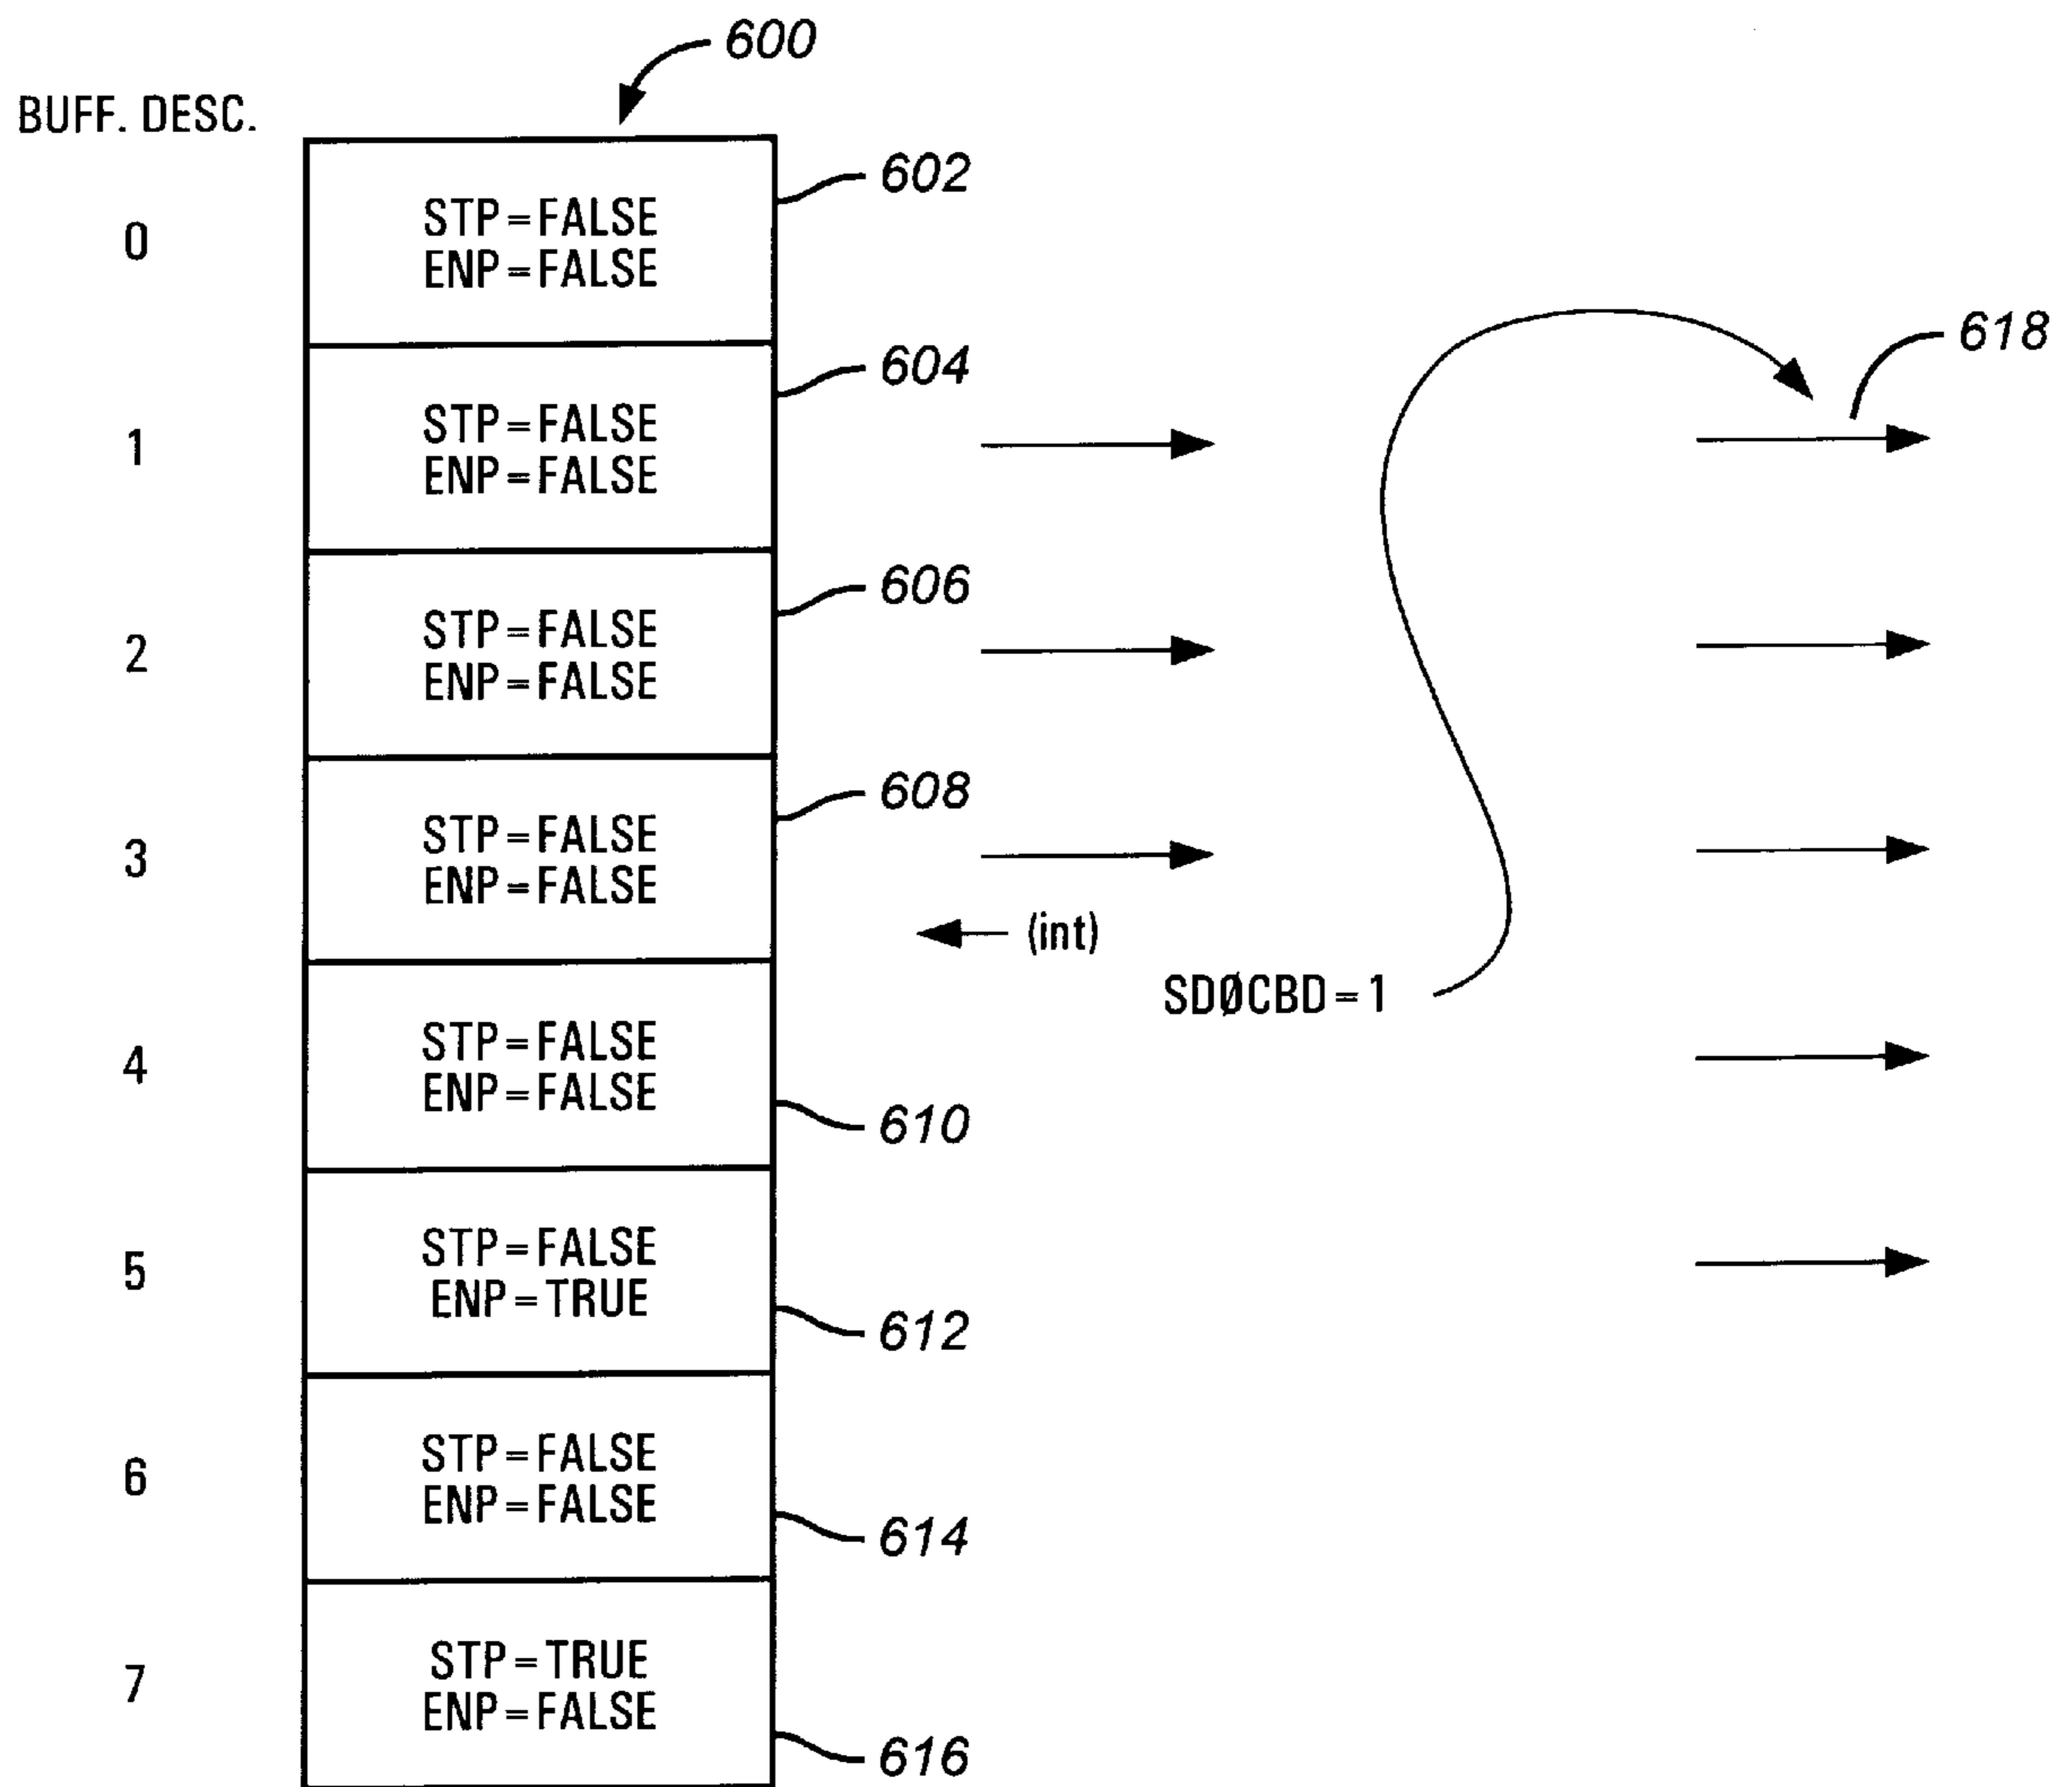 600
BUFF. DESC.
602
0
STP=FALSE
ENP=FALSE
618
604
1
STP=FALSE
ENP=FALSE
606
2
STP=FALSE
ENP=FALSE
608
3
STP=FALSE
ENP=FALSE
(int)
SDØCBD=1
4
STP=FALSE
ENP=FALSE
610
5
STP=FALSE
ENP=TRUE
612
6
STP=FALSE
ENP=FALSE
614
7
STP=TRUE
ENP=FALSE
616